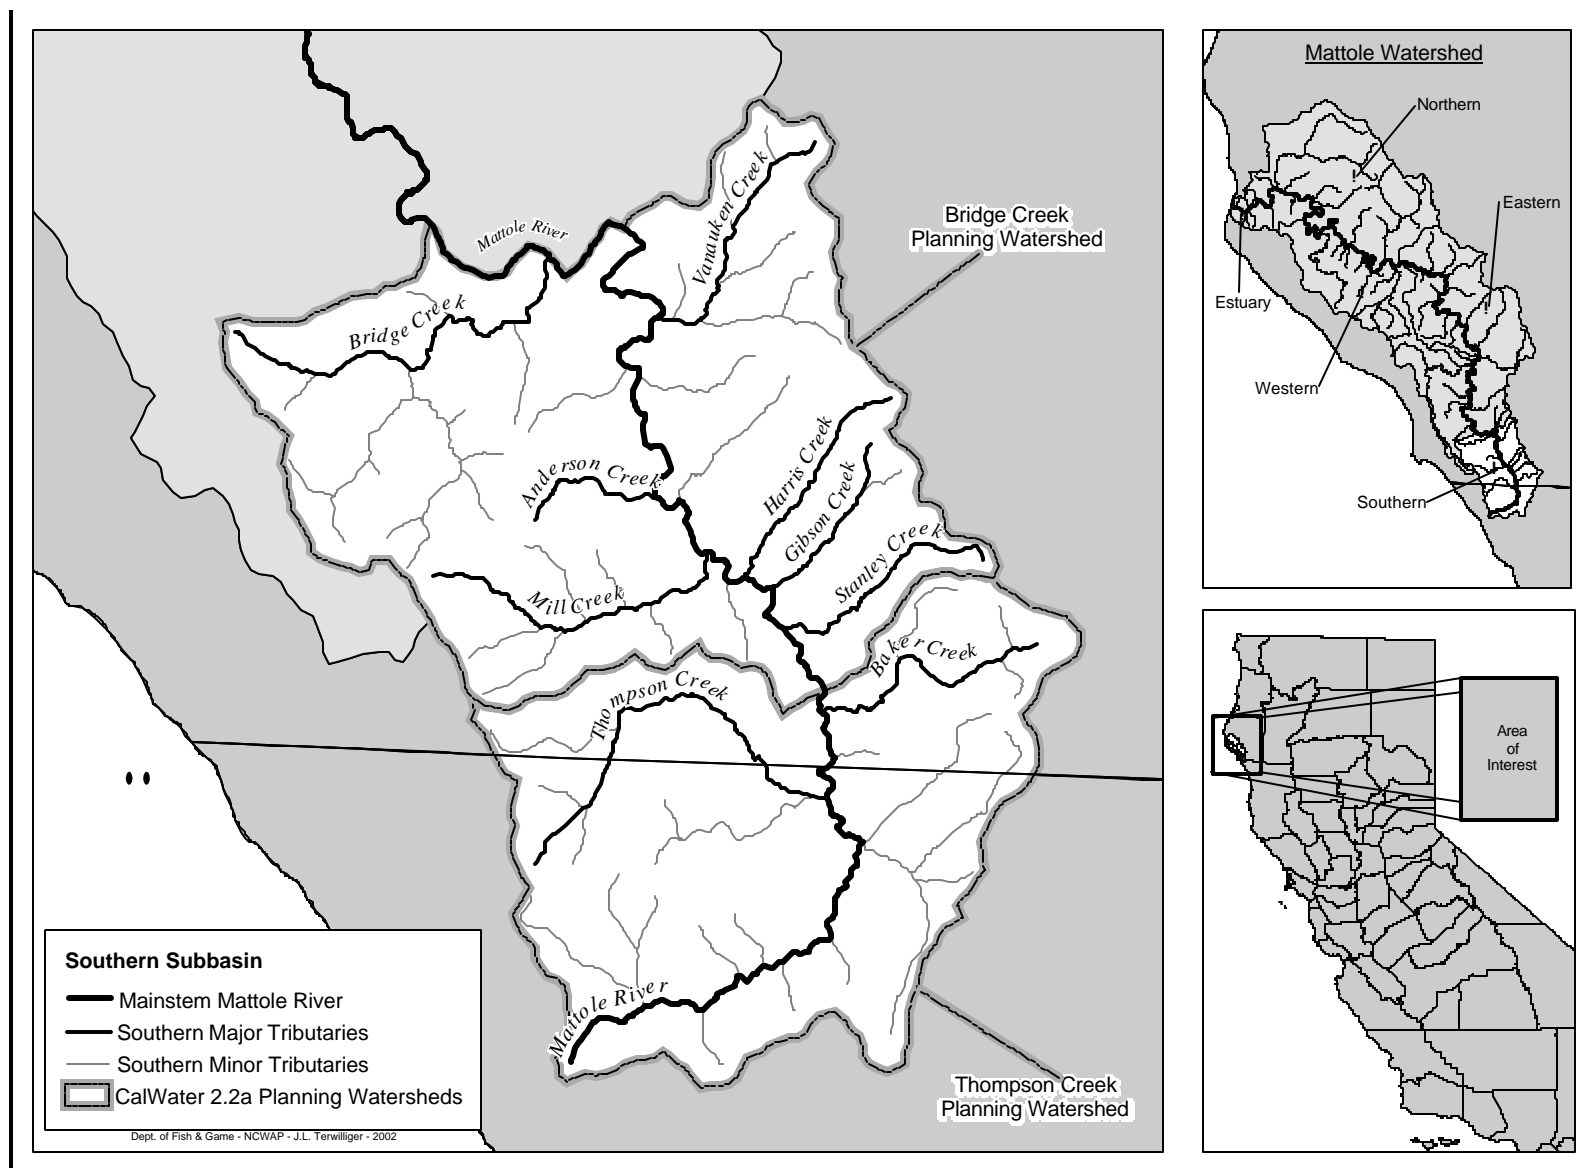 Mattole River
Vanauken Creek
Bridge Creek
Planning Watershed
Bridge Creek
Anderson Creek
Harris Creek
Gibson Creek
Stanley Creek
Mill Creek
Baker Creek
Thompson Creek
Mattole River
Thompson Creek
Planning Watershed
Southern Subbasin
Mainstem Mattole River
Southern Major Tributaries
Southern Minor Tributaries
CalWater 2.2a Planning Watersheds
Dept. of Fish & Game - NCWAP - J.L. Terwilliger - 2002
Mattole Watershed
Northern
Eastern
Estuary
Western
Southern
Area
of
Interest